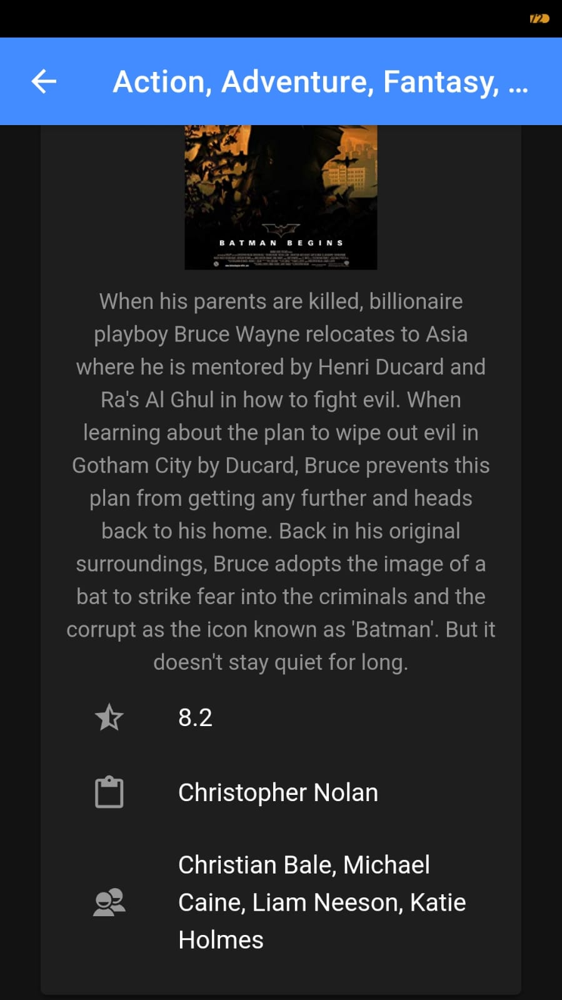 72
Action, Adventure, Fantasy, ...
BATMAN BEGINS
When his parents are killed, billionaire
playboy Bruce Wayne relocates to Asia
where he is mentored by Henri Ducard and
Ra's Al Ghul in how to fight evil. When
learning about the plan to wipe out evil in
Gotham City by Ducard, Bruce prevents this
plan from getting any further and heads
back to his home. Back in his original
surroundings, Bruce adopts the image of a
bat to strike fear into the criminals and the
corrupt as the icon known as 'Batman'. But it
doesn't stay quiet for long.
8.2
Christopher Nolan
Christian Bale, Michael
Caine, Liam Neeson, Katie
Holmes